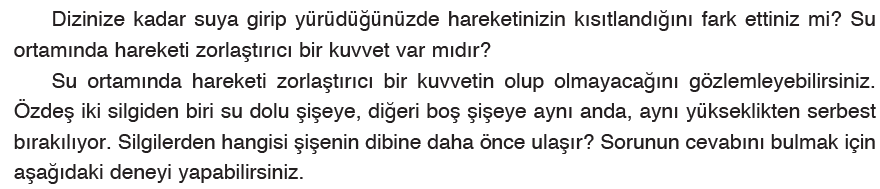 Dizinize kadar suya girip yürüdüğünüzde hareketinizin kısıtlandığını fark ettiniz mi? Su
ortamında hareketi zorlaştırıcı bir kuvvet var mıdır?
Su ortamında hareketi zorlaştırıcı bir kuvvetin olup olmayacağını gözlemleyebilirsiniz.
Özdeş iki silgiden biri su dolu şişeye, diğeri boş şişeye aynı anda, aynı yükseklikten serbest
bırakılıyor. Silgilerden hangisi şişenin dibine daha önce ulaşır? Sorunun cevabını bulmak için
aşağıdaki deneyi yapabilirsiniz.